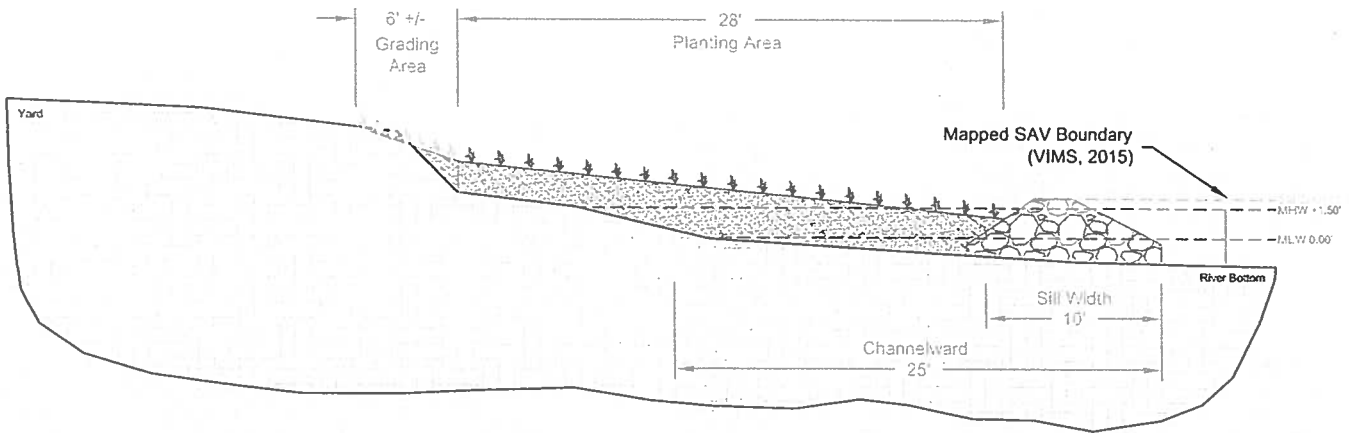 6' +/-
Grading
Area
28'
Planting Area
Yard
Mapped SAV Boundary
(VIMS, 2015)
MHW +1.50'
MLW 0.00'
River Bottom
Sill Width
10'
Channelward
25'